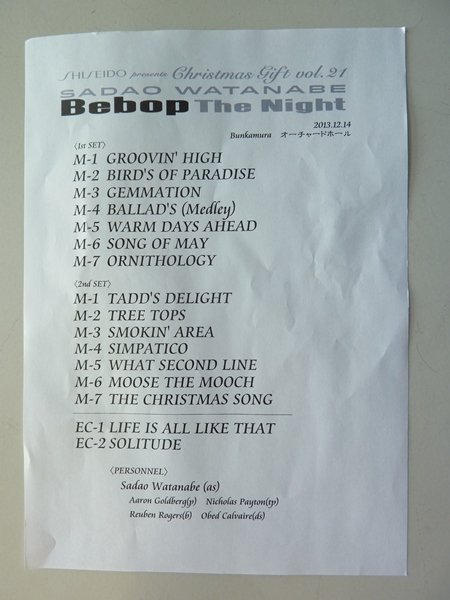 SHISEIDO presents Christmas Gift vol.21
SADAO WATANABE
Bebop The Night
2013.12.14
Bunkamura オーチャードホール
〈1st SET〉
M-1 GROOVIN' HIGH
M-2 BIRD'S OF PARADISE
M-3 GEMMATION
M-4 BALLAD'S (Medley)
M-5 WARM DAYS AHEAD
M-6 SONG OF MAY
M-7 ORNITHOLOGY
〈2nd SET〉
M-1 TADD'S DELIGHT
M-2 TREE TOPS
M-3 SMOKIN' AREA
M-4 SIMPATICO
M-5 WHAT SECOND LINE
M-6 MOOSE THE MOOCH
M-7 THE CHRISTMAS SONG
EC-1 LIFE IS ALL LIKE THAT
EC-2 SOLITUDE
〈PERSONNEL〉
Sadao Watanabe (as)
Aaron Goldberg(p) Nicholas Payton(tp)
Reuben Rogers(b) Obed Calvaire(ds)